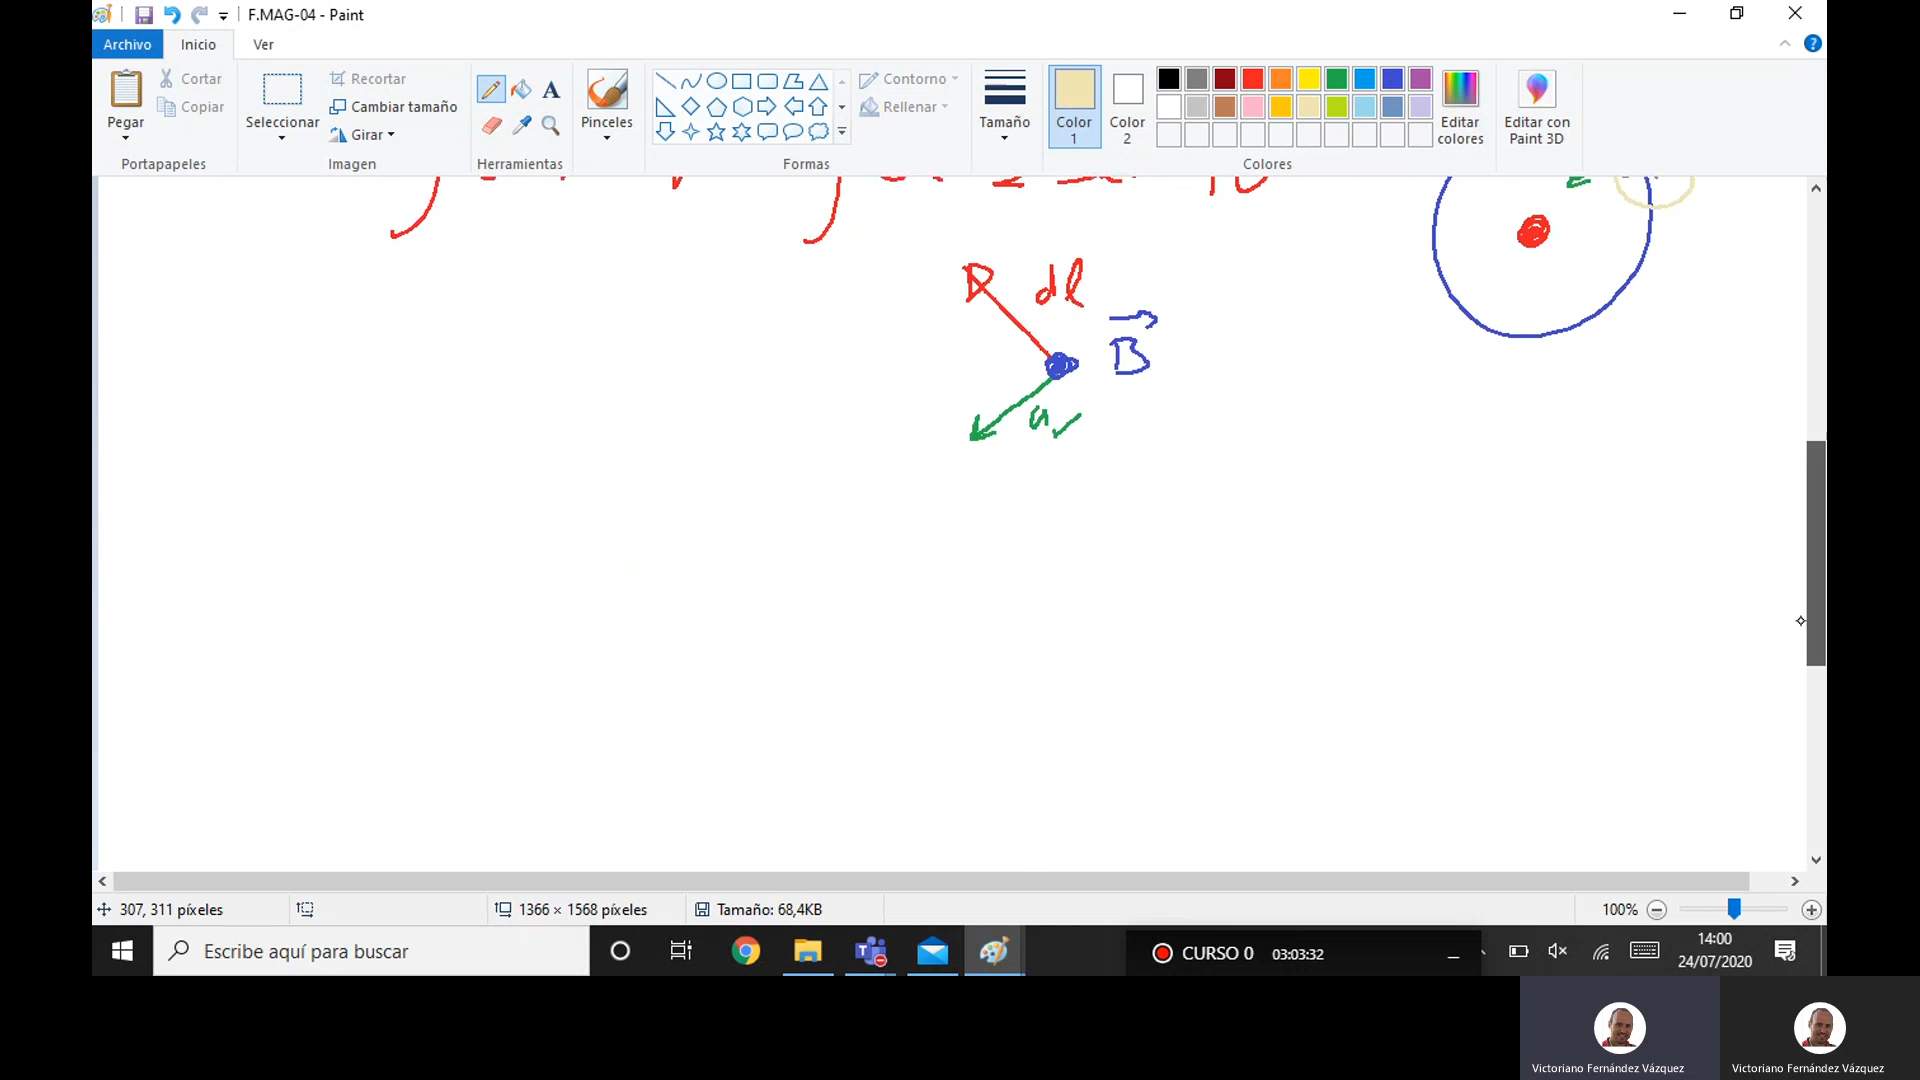 F.MAG-04 - Paint
Archivo Inicio Ver
Pegar
Cortar
Copiar
Portapapeles
Seleccionar
Recortar
Cambiar tamaño
Girar
Imagen
A
Herramientas
Pinceles
Contorno
Rellenar
Formas
Tamaño
Color 1
Color 2
Editar colores
Colores
Editar con Paint 3D
dl
B
307, 311 píxeles
1366 × 1568 píxeles
Tamaño: 68,4KB
100%
Escribe aquí para buscar
CURSO 0 03:03:32
14:00
24/07/2020
Victoriano Fernández Vázquez
Victoriano Fernández Vázquez